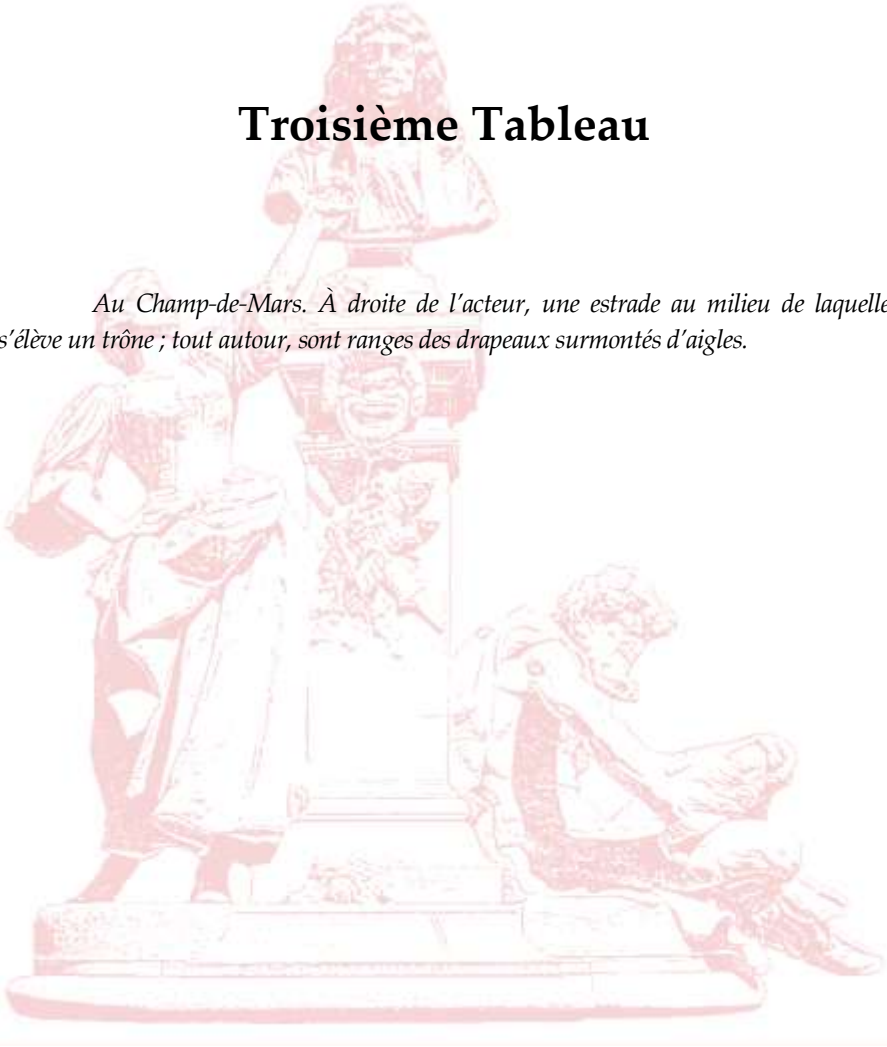 Troisième Tableau
Au Champ-de-Mars. À droite de l’acteur, une estrade au milieu de laquelle
s’élève un trône ; tout autour, sont ranges des drapeaux surmontés d’aigles.